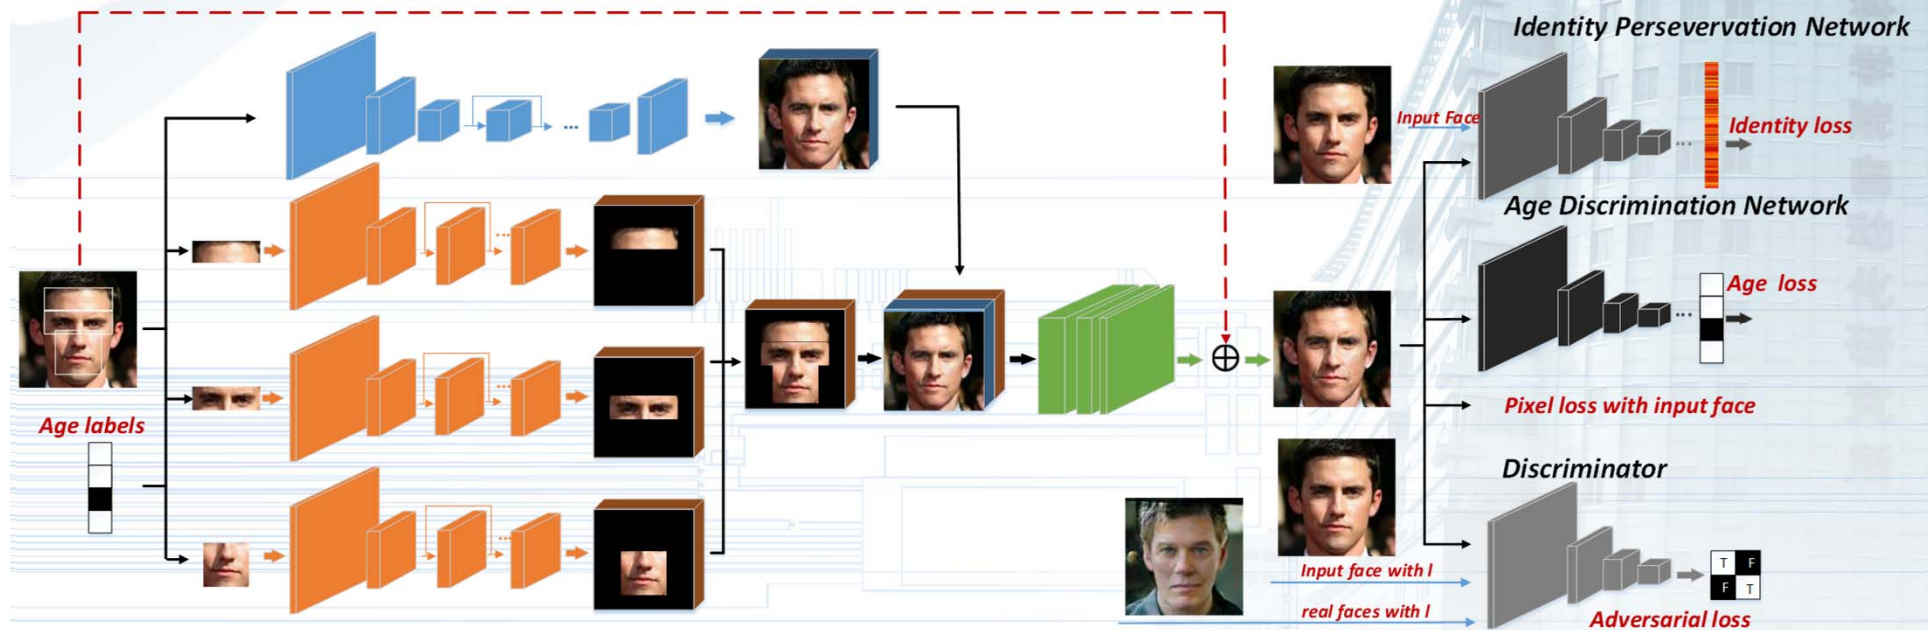 Identity Persevervation Network
Input Face
Identity loss
Age Discrimination Network
Age loss
Age labels
Pixel loss with input face
Discriminator
Input face with l
real faces with l
T F
F T
Adversarial loss